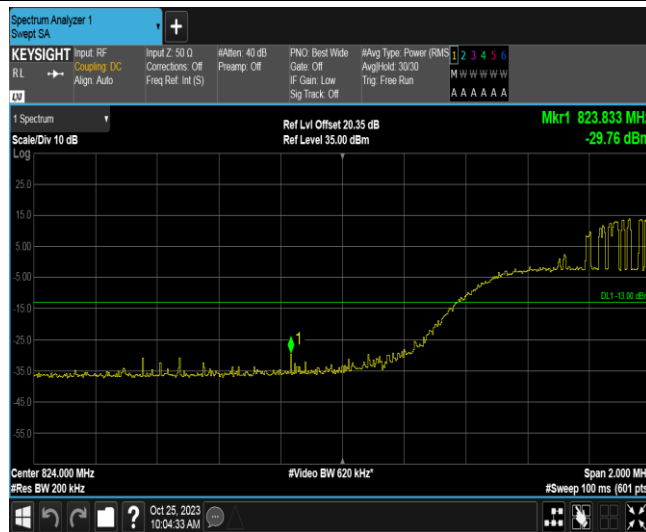 Spectrum Analyzer 1
Swept SA
+
KEYSIGHT
RL
LXI
Input: RF
Coupling: DC
Align: Auto
Input Z: 50 Ω
Corrections: Off
Freq Ref: Int (S)
#Atten: 40 dB
Preamp: Off
PNO: Best Wide
Gate: Off
IF Gain: Low
Sig Track: Off
#Avg Type: Power (RMS
Avg|Hold: 30/30
Trig: Free Run
1 2 3 4 5 6
M W W W W W
A A A A A A
1 Spectrum
Scale/Div 10 dB
Ref Lvl Offset 20.35 dB
Ref Level 35.00 dBm
Mkr1 823.833 MHz
-29.76 dBm
Log
25.0
15.0
5.00
-5.00
-15.0
-25.0
-35.0
-45.0
-55.0
DL1 -13.00 dBm
1
Center 824.000 MHz
#Res BW 200 kHz
#Video BW 620 kHz*
Span 2.000 MHz
#Sweep 100 ms (601 pts
?
Oct 25, 2023
10:04:33 AM